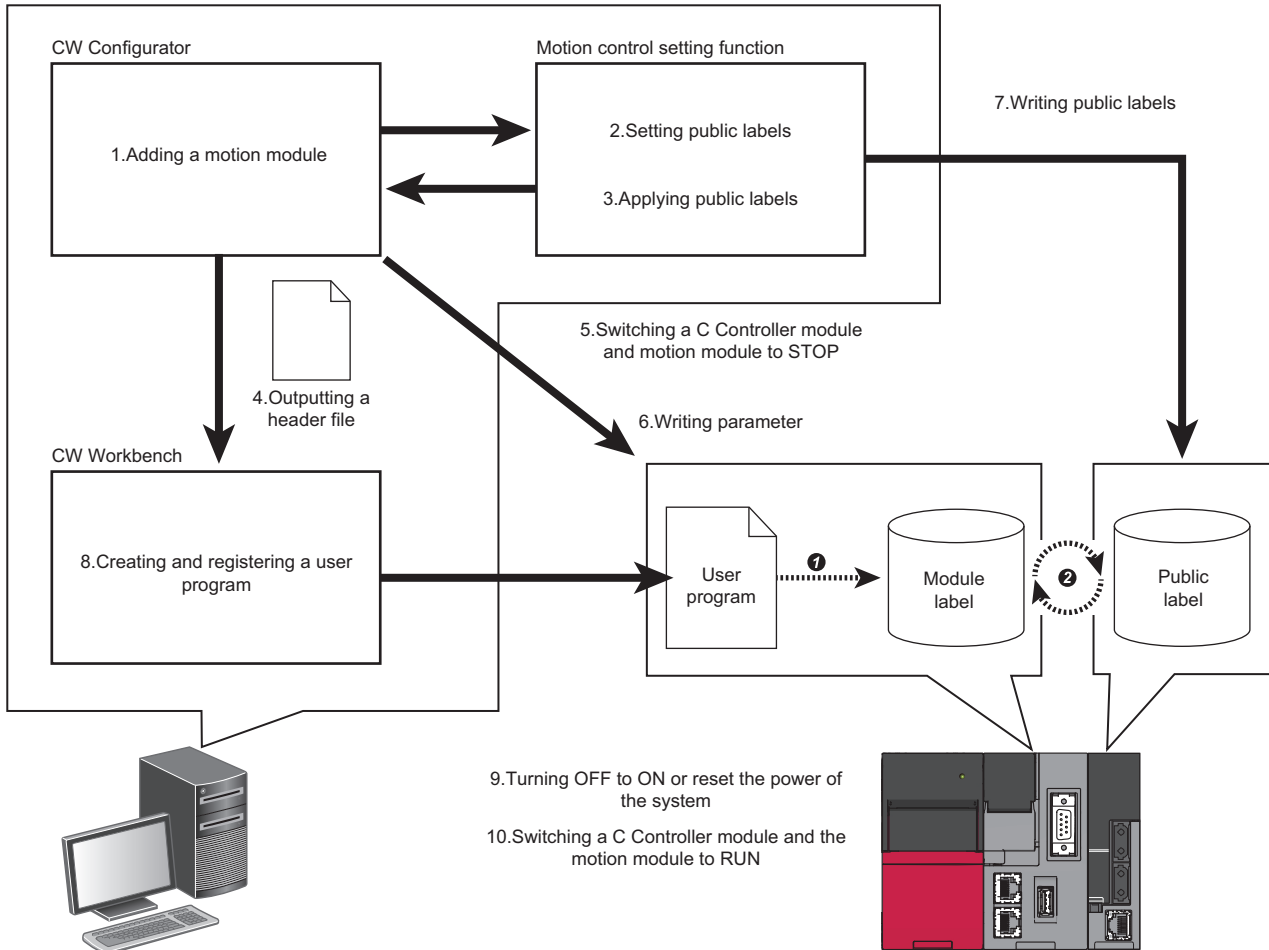 CW Configurator
Motion control setting function
1.Adding a motion module
2.Setting public labels
3.Applying public labels
7.Writing public labels
4.Outputting a
header file
5.Switching a C Controller module
and motion module to STOP
6.Writing parameter
CW Workbench
8.Creating and registering a user
program
User
program
❶
Module
label
❷
Public
label
9.Turning OFF to ON or reset the power of
the system
10.Switching a C Controller module and the
motion module to RUN